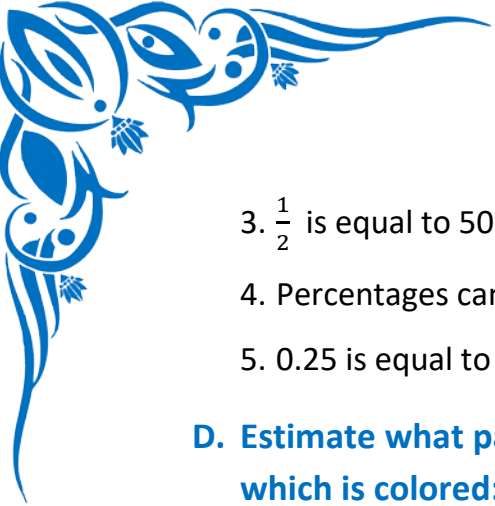 3. 1/2 is equal to 50
4. Percentages can
5. 0.25 is equal to
D. Estimate what pa
which is colored: